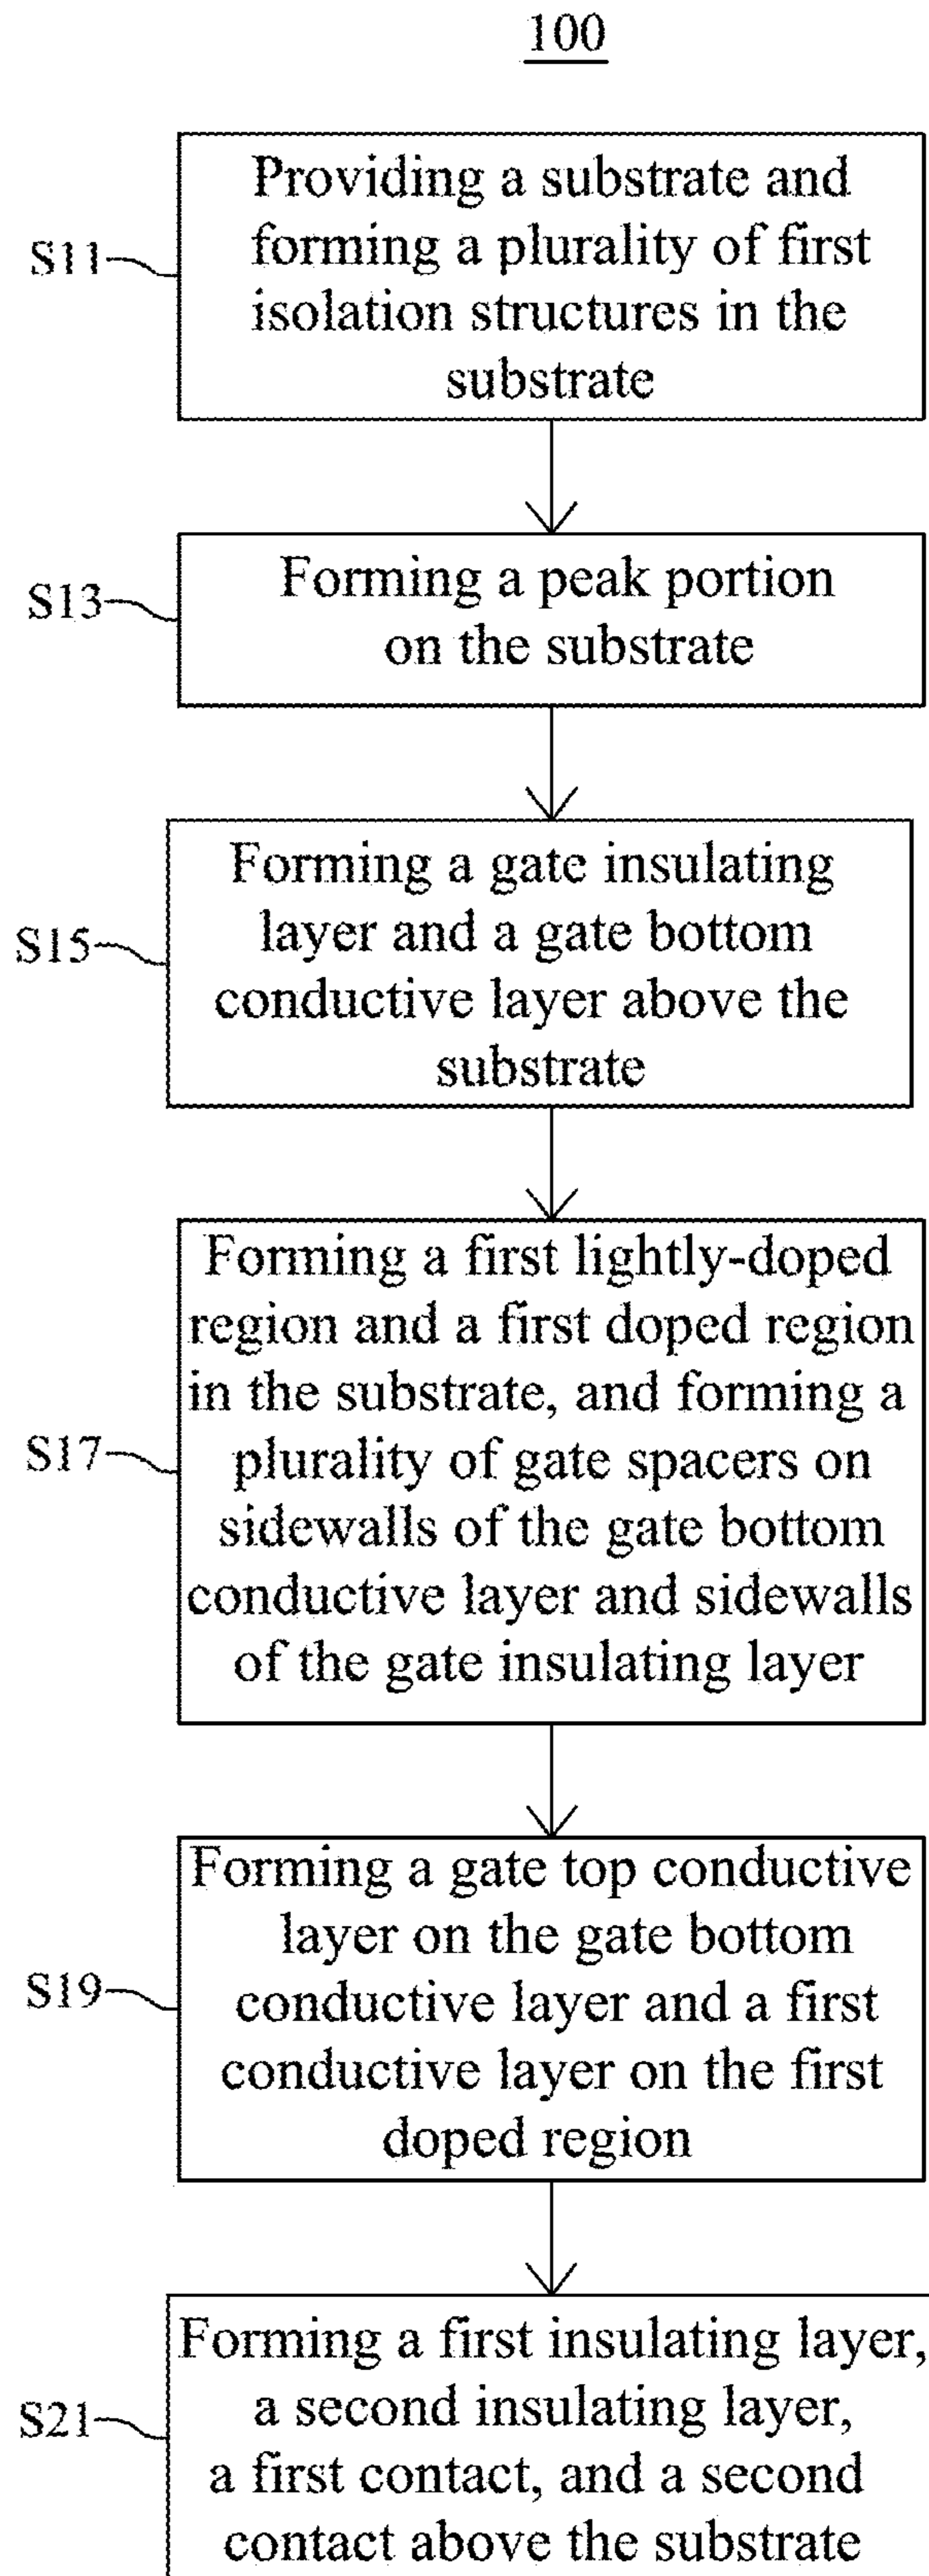 100
S11
Providing a substrate and
forming a plurality of first
isolation structures in the
substrate
S13
Forming a peak portion
on the substrate
S15
Forming a gate insulating
layer and a gate bottom
conductive layer above the
substrate
S17
Forming a first lightly-doped
region and a first doped region
in the substrate, and forming a
plurality of gate spacers on
sidewalls of the gate bottom
conductive layer and sidewalls
of the gate insulating layer
S19
Forming a gate top conductive
layer on the gate bottom
conductive layer and a first
conductive layer on the first
doped region
S21
Forming a first insulating layer,
a second insulating layer,
a first contact, and a second
contact above the substrate